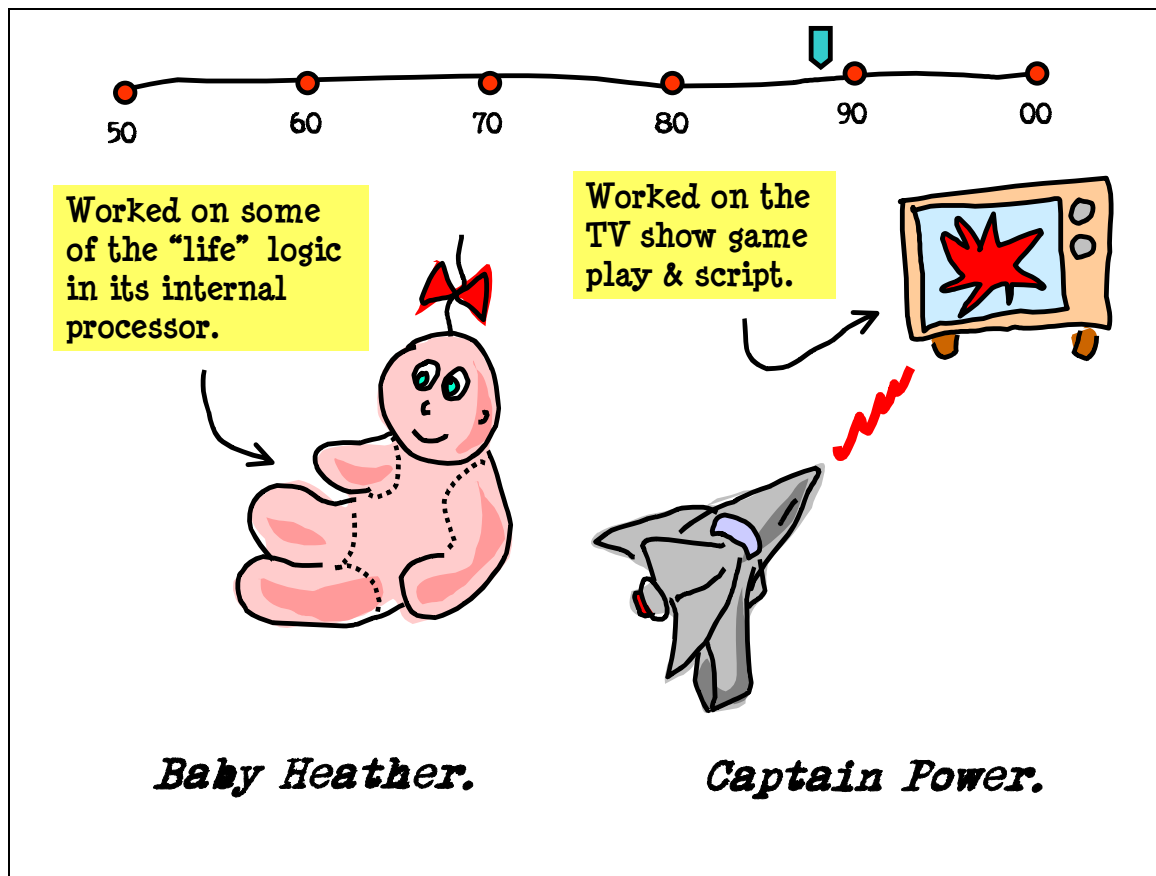 50 60 70 80 90 00
Worked on some
of the “life” logic
in its internal
processor.
Worked on the
TV show game
play & script.
Baby Heather.
Captain Power.